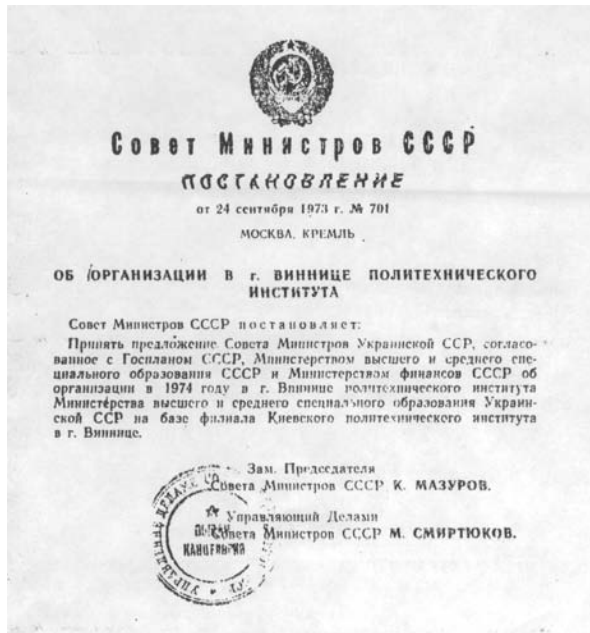 Совет Министров СССР
ПОСТАНОВЛЕНИЕ
от 24 сентября 1973 г. № 701
МОСКВА, КРЕМЛЬ
ОБ ОРГАНИЗАЦИИ В г. ВИННИЦЕ ПОЛИТЕХНИЧЕСКОГО
ИНСТИТУТА
Совет Министров СССР постановляет:
Принять предложение Совета Министров Украинской ССР, согласо-
ванное с Госпланом СССР, Министерством высшего и среднего спе-
циального образования СССР и Министерством финансов СССР об
организации в 1974 году в г. Виннице политехнического института
Министерства высшего и среднего специального образования Украин-
ской ССР на базе филиала Киевского политехнического института
в г. Виннице.
Зам. Председателя
Совета Министров СССР К. МАЗУРОВ.
Управляющий Делами
Совета Министров СССР М. СМИРТЮКОВ.
УПРАВЛЕНИЕ ДЕЛАМИ
КАНЦЕЛЯРИЯ